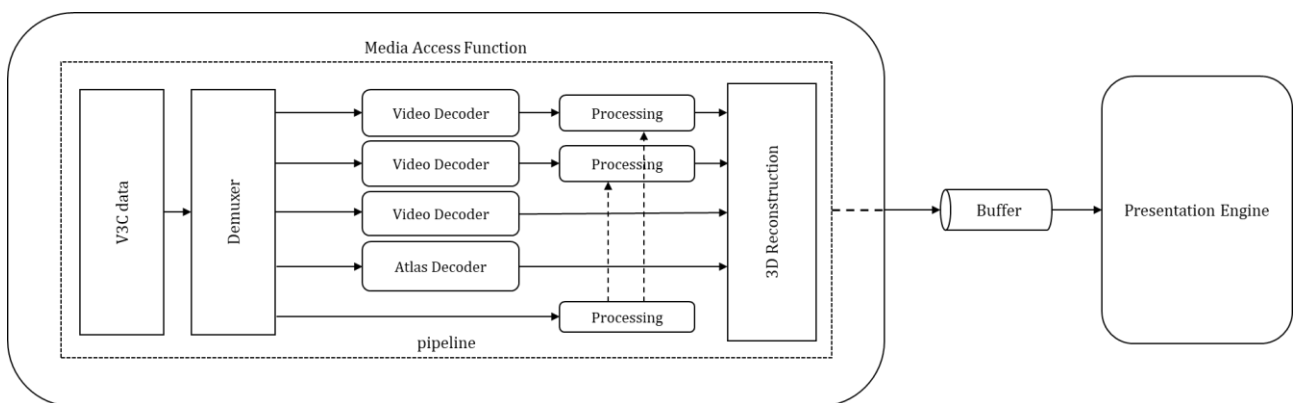 Media Access Function
V3C data
Demuxer
Video Decoder
Processing
Video Decoder
Processing
Video Decoder
Atlas Decoder
Processing
3D Reconstruction
pipeline
Buffer
Presentation Engine